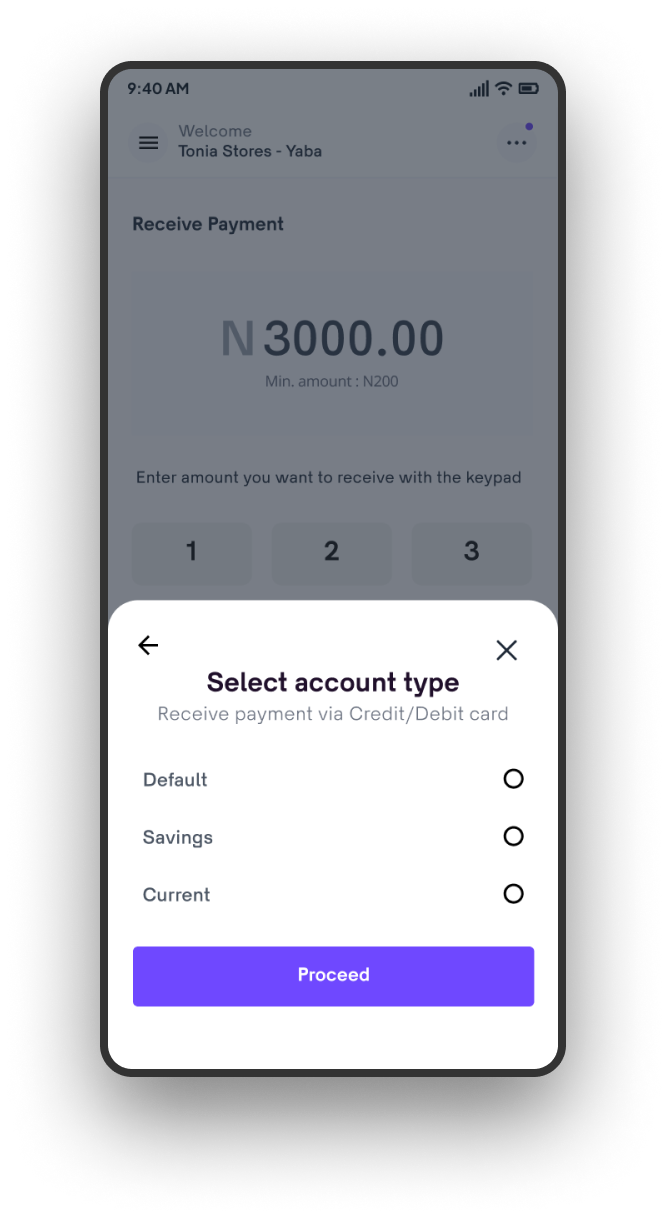 9:40 AM
Welcome
Tonia Stores - Yaba
Receive Payment
N 3000.00
Min. amount : N200
Enter amount you want to receive with the keypad
1 2 3
Select account type
Receive payment via Credit/Debit card
Default
Savings
Current
Proceed